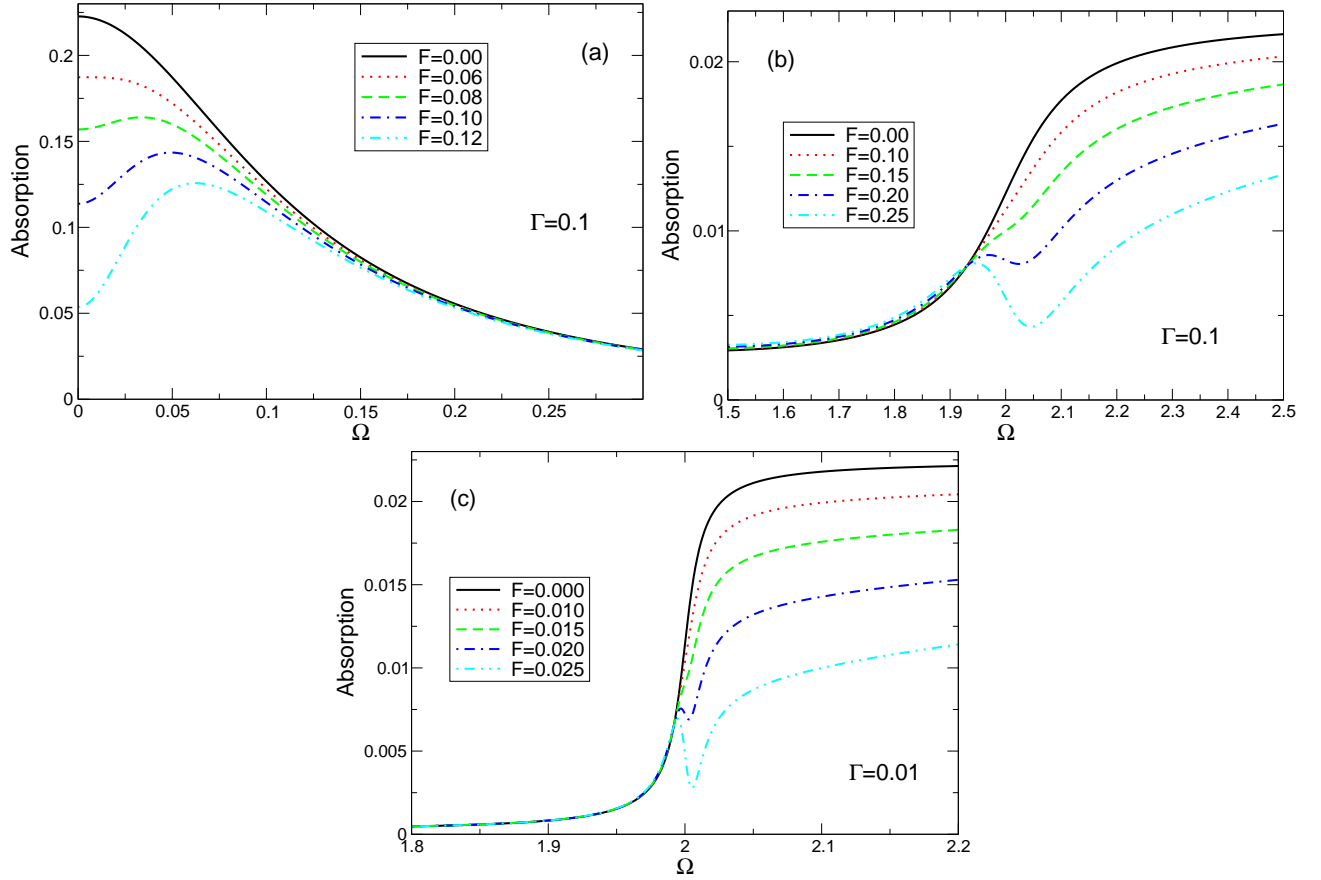 (a)
F=0.00
F=0.06
F=0.08
F=0.10
F=0.12
Γ=0.1
Absorption
0.2
0.15
0.1
0.05
0
0 0.05 0.1 0.15 0.2 0.25
Ω
(b)
F=0.00
F=0.10
F=0.15
F=0.20
F=0.25
Γ=0.1
Absorption
0.02
0.01
0
1.5 1.6 1.7 1.8 1.9 2 2.1 2.2 2.3 2.4 2.5
Ω
(c)
F=0.000
F=0.010
F=0.015
F=0.020
F=0.025
Γ=0.01
Absorption
0.02
0.015
0.01
0.005
0
1.8 1.9 2 2.1 2.2
Ω